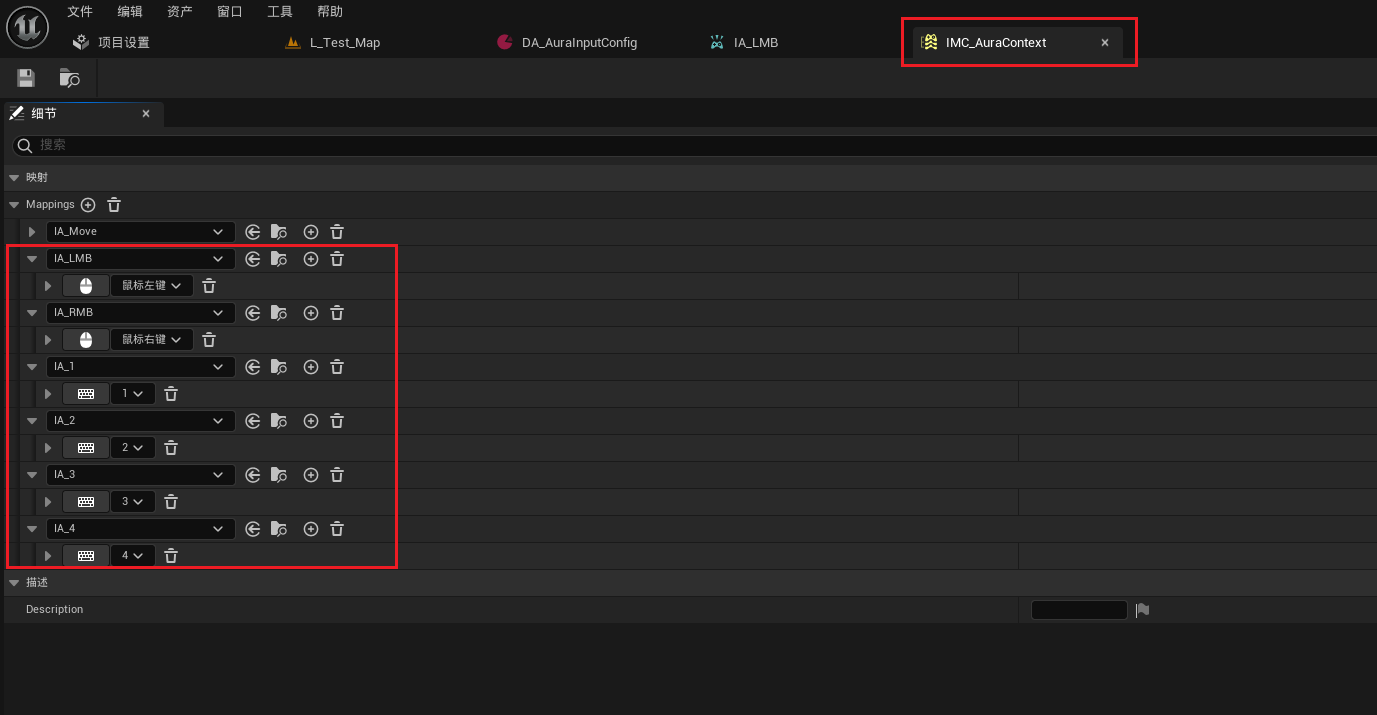 文件 编辑 资产 窗口 工具 帮助
项目设置 L_Test_Map DA_AuraInputConfig IA_LMB IMC_AuraContext
细节
搜索
映射
Mappings
IA_Move
IA_LMB
鼠标左键
IA_RMB
鼠标右键
IA_1
1
IA_2
2
IA_3
3
IA_4
4
描述
Description